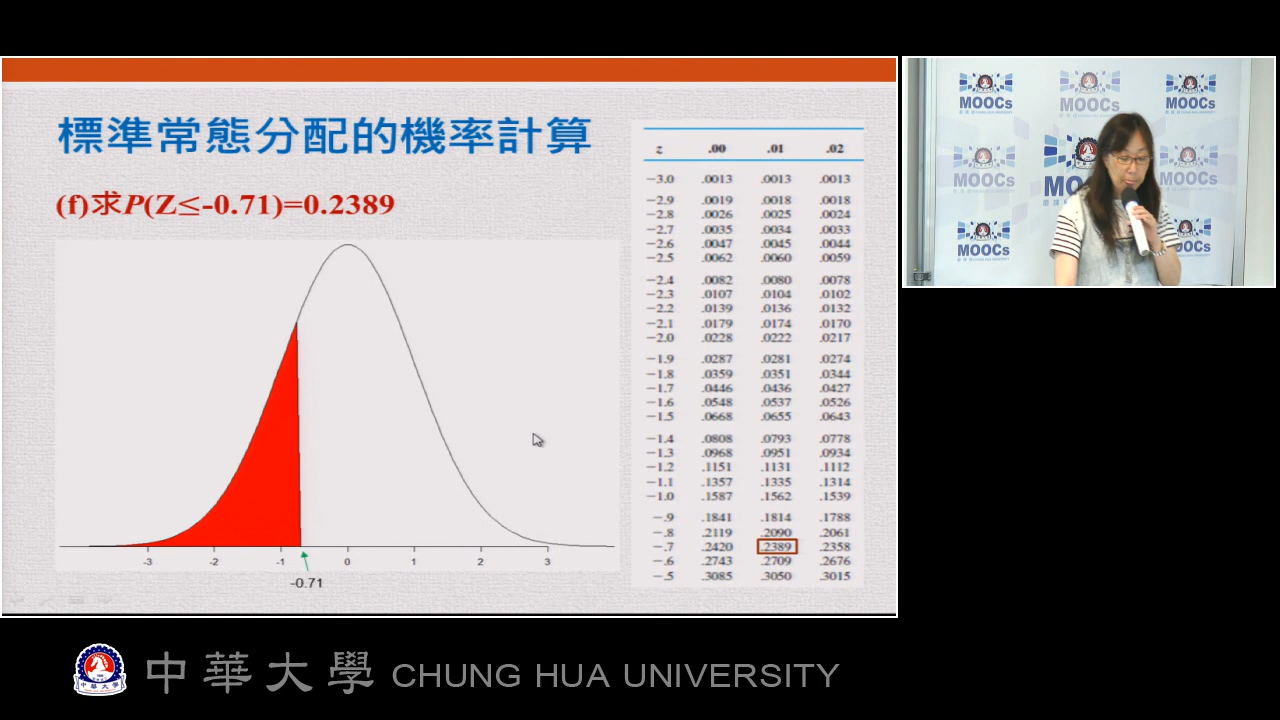 標準常態分配的機率計算
(f)求P(Z≤-0.71)=0.2389
-3 -2 -1 0 1 2 3
-0.71
z .00 .01 .02
−3.0 .0013 .0013 .0013
−2.9 .0019 .0018 .0018
−2.8 .0026 .0025 .0024
−2.7 .0035 .0034 .0033
−2.6 .0047 .0045 .0044
−2.5 .0062 .0060 .0059
−2.4 .0082 .0080 .0078
−2.3 .0107 .0104 .0102
−2.2 .0139 .0136 .0132
−2.1 .0179 .0174 .0170
−2.0 .0228 .0222 .0217
−1.9 .0287 .0281 .0274
−1.8 .0359 .0351 .0344
−1.7 .0446 .0436 .0427
−1.6 .0548 .0537 .0526
−1.5 .0668 .0655 .0643
−1.4 .0808 .0793 .0778
−1.3 .0968 .0951 .0934
−1.2 .1151 .1131 .1112
−1.1 .1357 .1335 .1314
−1.0 .1587 .1562 .1539
−.9 .1841 .1814 .1788
−.8 .2119 .2090 .2061
−.7 .2420 .2389 .2358
−.6 .2743 .2709 .2676
−.5 .3085 .3050 .3015
MOOCs MOOCs MOOCs
MOOCs MOOCs
MOOCs MOOCs
中華大學 CHUNG HUA UNIVERSITY